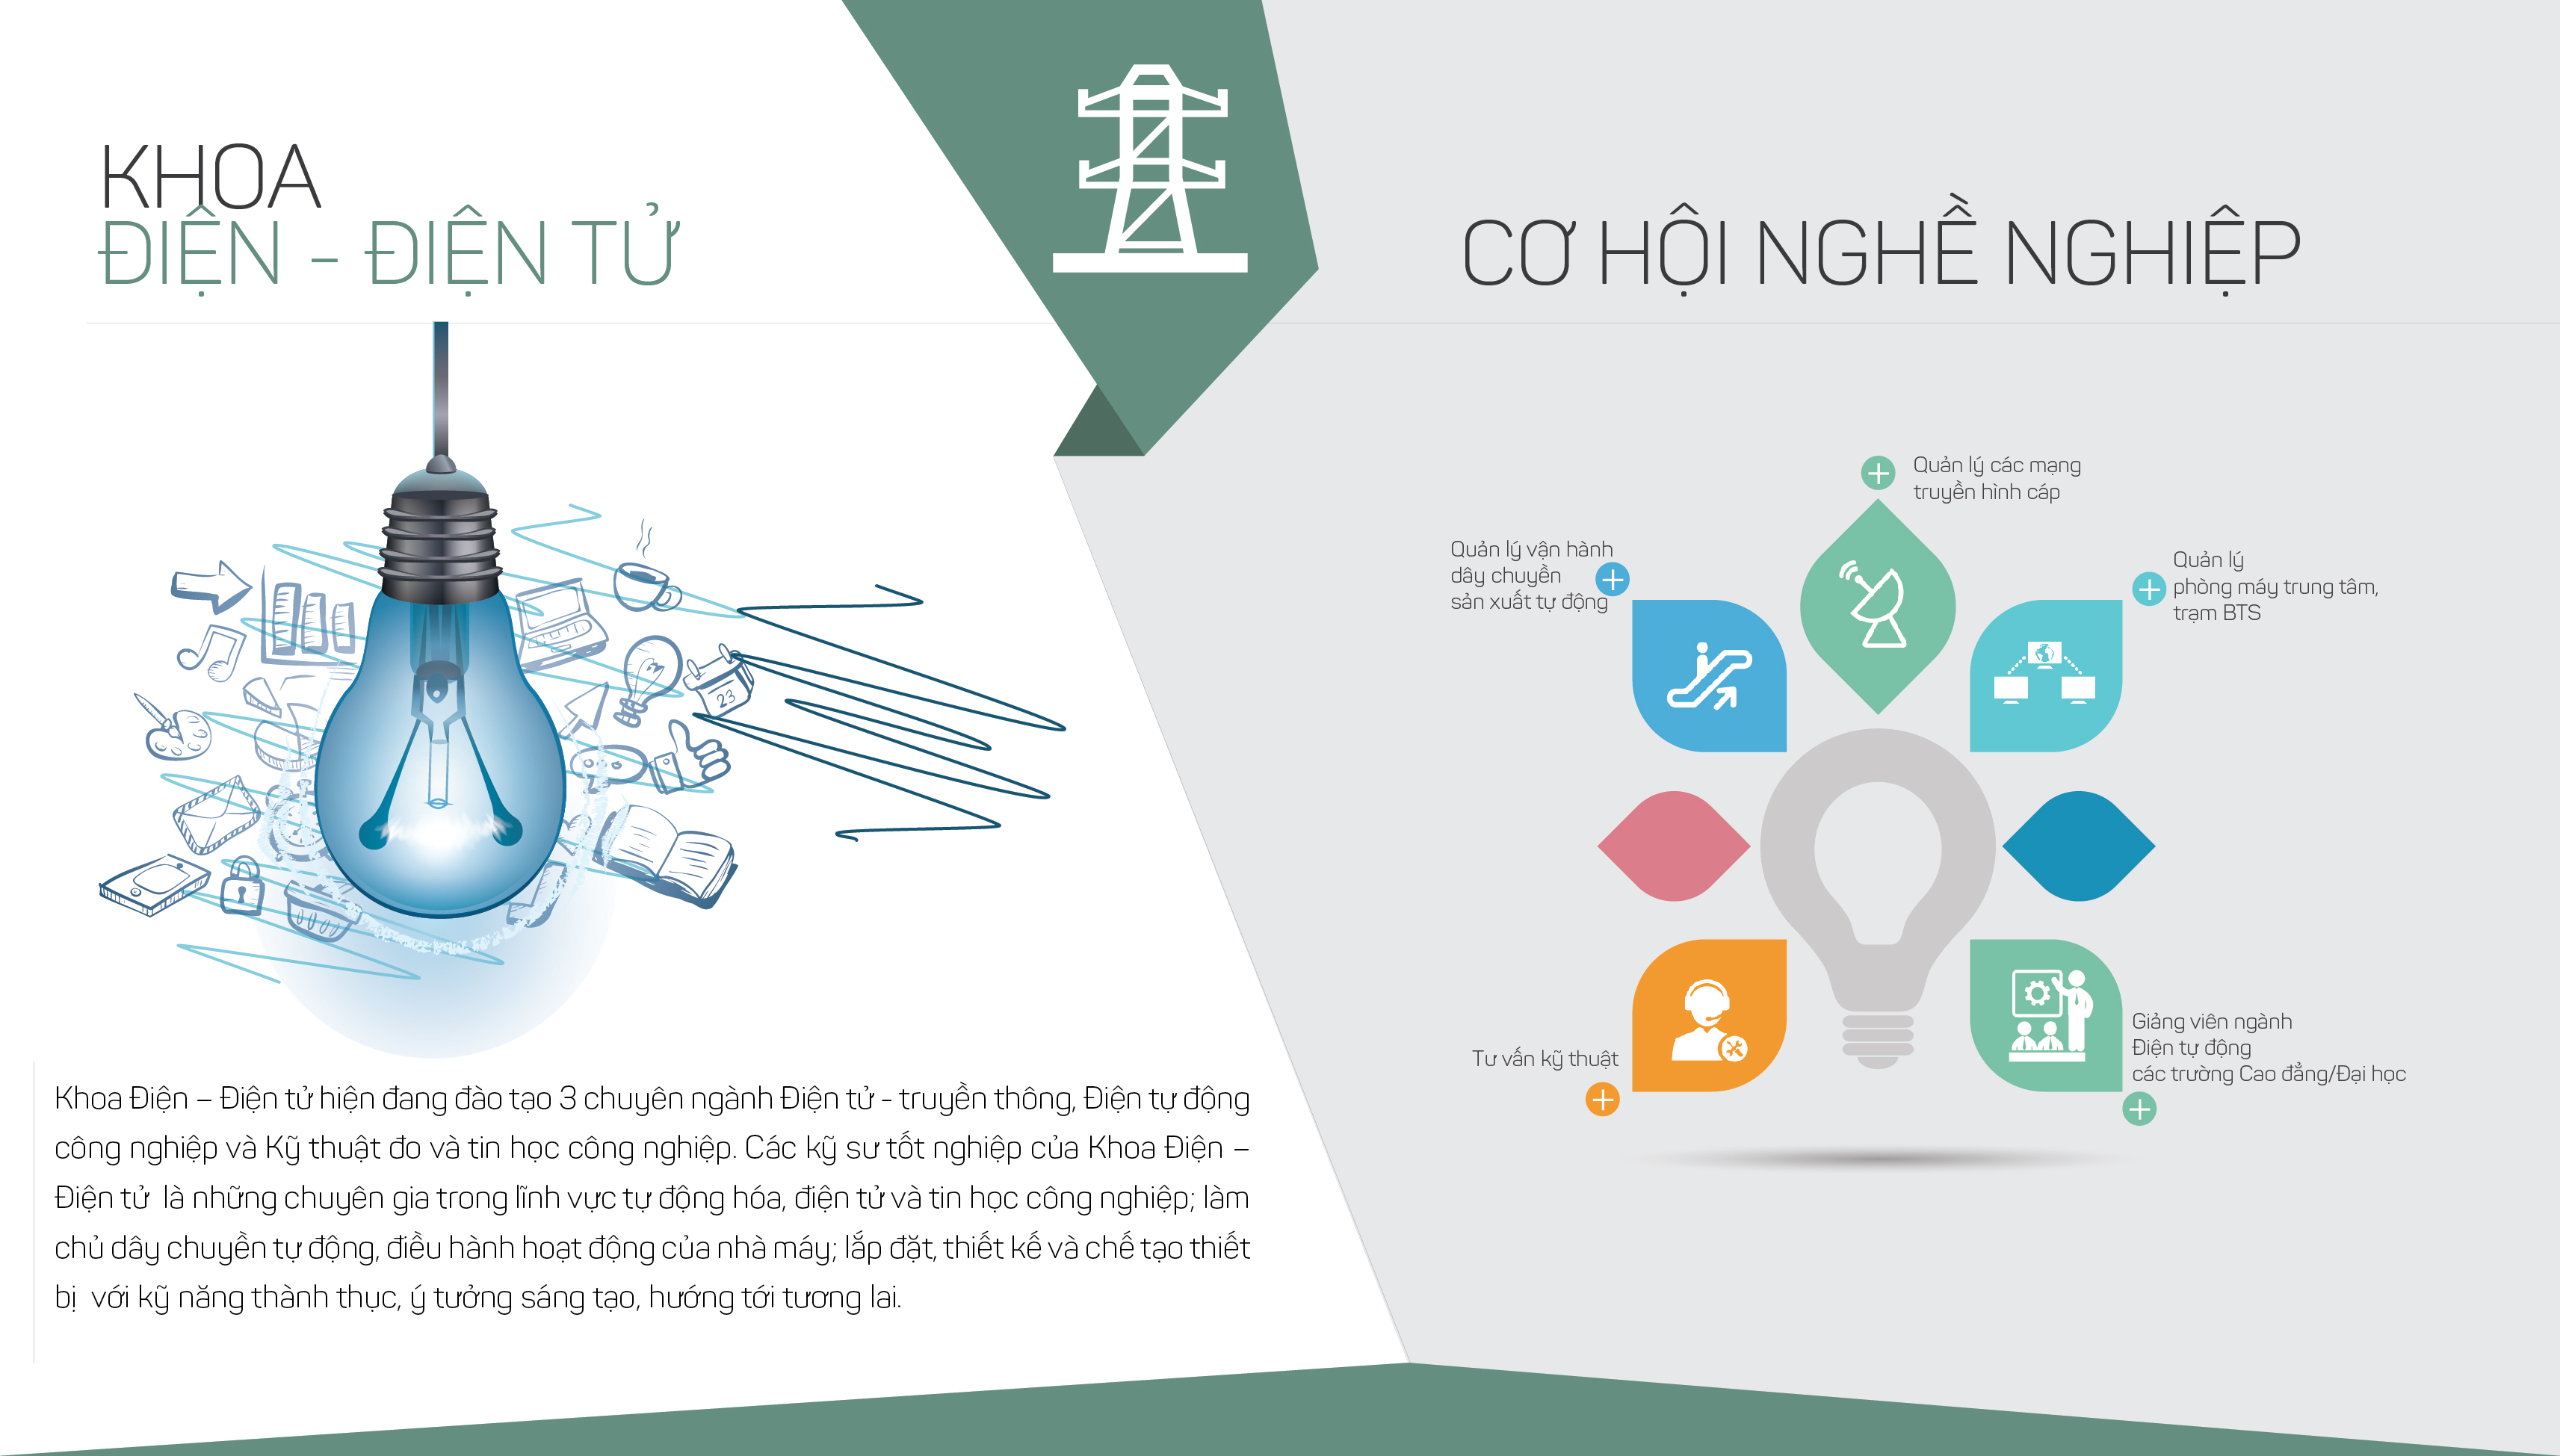 KHOA
ĐIỆN - ĐIỆN TỬ
23
Khoa Điện – Điện tử hiện đang đào tạo 3 chuyên ngành Điện tử - truyền thông, Điện tự động
công nghiệp và Kỹ thuật đo và tin học công nghiệp. Các kỹ sư tốt nghiệp của Khoa Điện –
Điện tử là những chuyên gia trong lĩnh vực tự động hóa, điện tử và tin học công nghiệp; làm
chủ dây chuyền tự động, điều hành hoạt động của nhà máy; lắp đặt, thiết kế và chế tạo thiết
bị với kỹ năng thành thục, ý tưởng sáng tạo, hướng tới tương lai.
CƠ HỘI NGHỀ NGHIỆP
Quản lý các mạng
truyền hình cáp
Quản lý vận hành
dây chuyền
sản xuất tự động
Quản lý
phòng máy trung tâm,
trạm BTS
Tư vấn kỹ thuật
Giảng viên ngành
Điện tự động
các trường Cao đẳng/Đại học